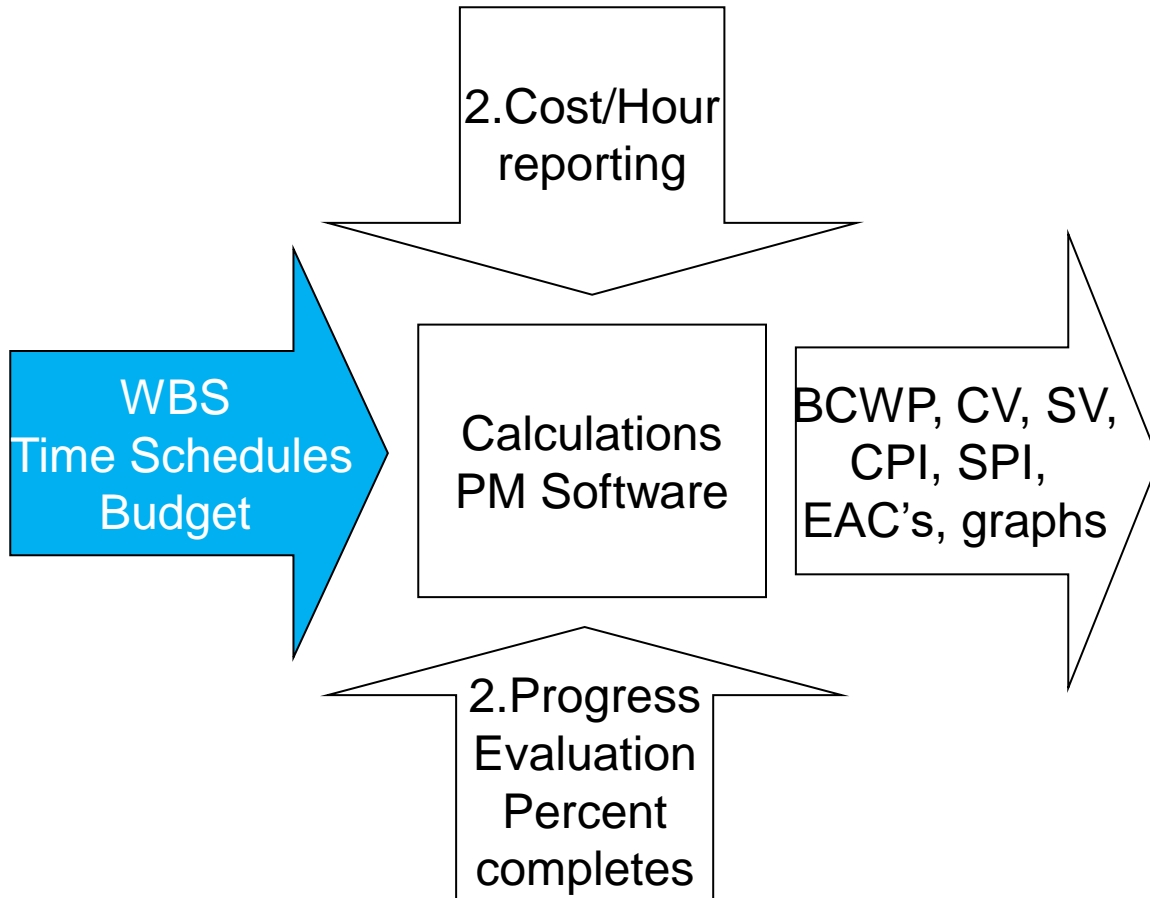 2.Cost/Hour
reporting
WBS
Time Schedules
Budget
Calculations
PM Software
BCWP, CV, SV,
CPI, SPI,
EAC’s, graphs
2.Progress
Evaluation
Percent
completes